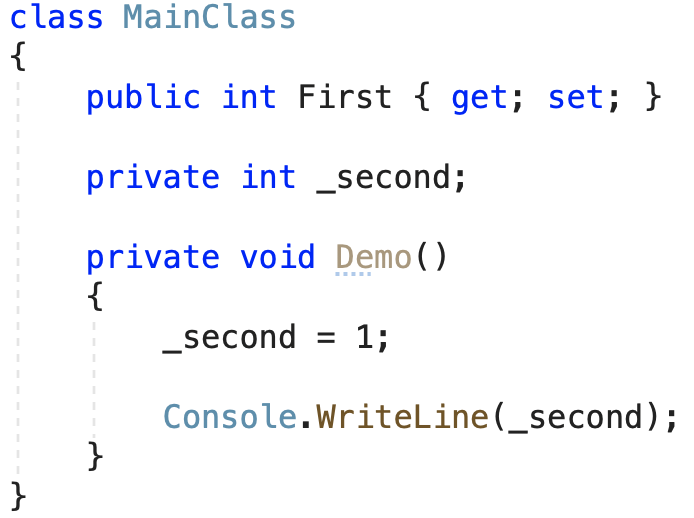 class MainClass
{
    public int First { get; set; }

    private int _second;

    private void Demo()
    {
        _second = 1;

        Console.WriteLine(_second);
    }
}